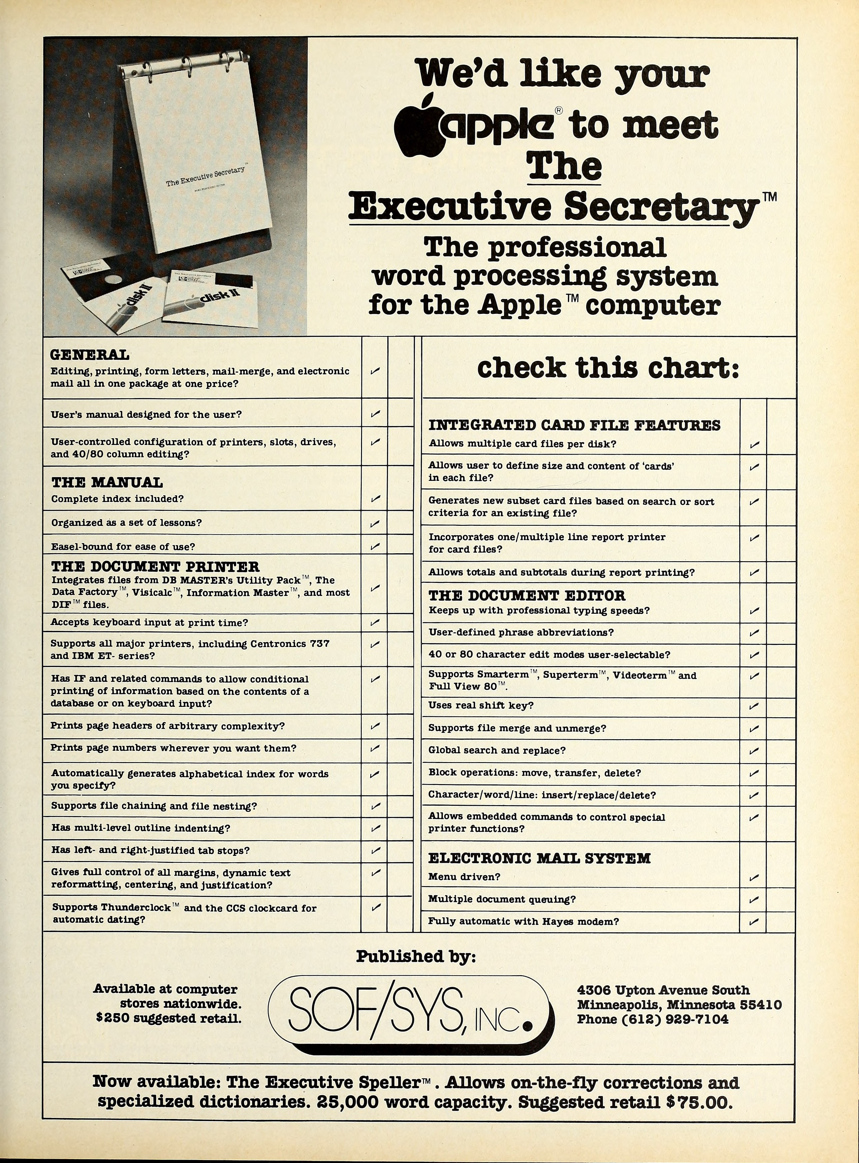 We'd like your
apple® to meet
The
Executive Secretary™
The professional
word processing system
for the Apple™ computer
The Executive Secretary™
disk II
disk II
GENERAL
Editing, printing, form letters, mail-merge, and electronic
mail all in one package at one price?
User's manual designed for the user?
User-controlled configuration of printers, slots, drives,
and 40/80 column editing?
THE MANUAL
Complete index included?
Organized as a set of lessons?
Easel-bound for ease of use?
THE DOCUMENT PRINTER
Integrates files from DB MASTER's Utility Pack™, The
Data Factory™, Visicalc™, Information Master™, and most
DIF™ files.
Accepts keyboard input at print time?
Supports all major printers, including Centronics 737
and IBM ET- series?
Has IF and related commands to allow conditional
printing of information based on the contents of a
database or on keyboard input?
Prints page headers of arbitrary complexity?
Prints page numbers wherever you want them?
Automatically generates alphabetical index for words
you specify?
Supports file chaining and file nesting?
Has multi-level outline indenting?
Has left- and right-justified tab stops?
Gives full control of all margins, dynamic text
reformatting, centering, and justification?
Supports Thunderclock™ and the CCS clockcard for
automatic dating?
check this chart:
INTEGRATED CARD FILE FEATURES
Allows multiple card files per disk?
Allows user to define size and content of 'cards'
in each file?
Generates new subset card files based on search or sort
criteria for an existing file?
Incorporates one/multiple line report printer
for card files?
Allows totals and subtotals during report printing?
THE DOCUMENT EDITOR
Keeps up with professional typing speeds?
User-defined phrase abbreviations?
40 or 80 character edit modes user-selectable?
Supports Smarterm™, Superterm™, Videoterm™ and
Full View 80™.
Uses real shift key?
Supports file merge and unmerge?
Global search and replace?
Block operations: move, transfer, delete?
Character/word/line: insert/replace/delete?
Allows embedded commands to control special
printer functions?
ELECTRONIC MAIL SYSTEM
Menu driven?
Multiple document queuing?
Fully automatic with Hayes modem?
Published by:
Available at computer
stores nationwide.
$250 suggested retail.
SOF/SYS, INC.
4306 Upton Avenue South
Minneapolis, Minnesota 55410
Phone (612) 929-7104
Now available: The Executive Speller™. Allows on-the-fly corrections and
specialized dictionaries. 25,000 word capacity. Suggested retail $75.00.